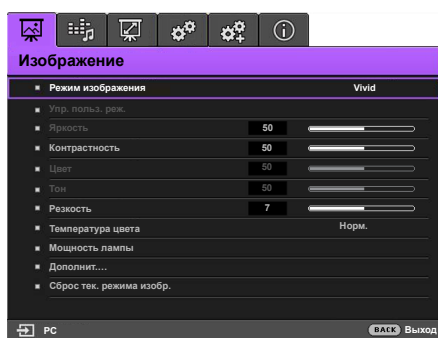 Изображение
Режим изображения Vivid
Упр. польз. реж.
Яркость 50
Контрастность 50
Цвет 50
Тон 50
Резкость 7
Температура цвета Норм.
Мощность лампы
Дополнит....
Сброс тек. режима изобр.
PC BACK Выход